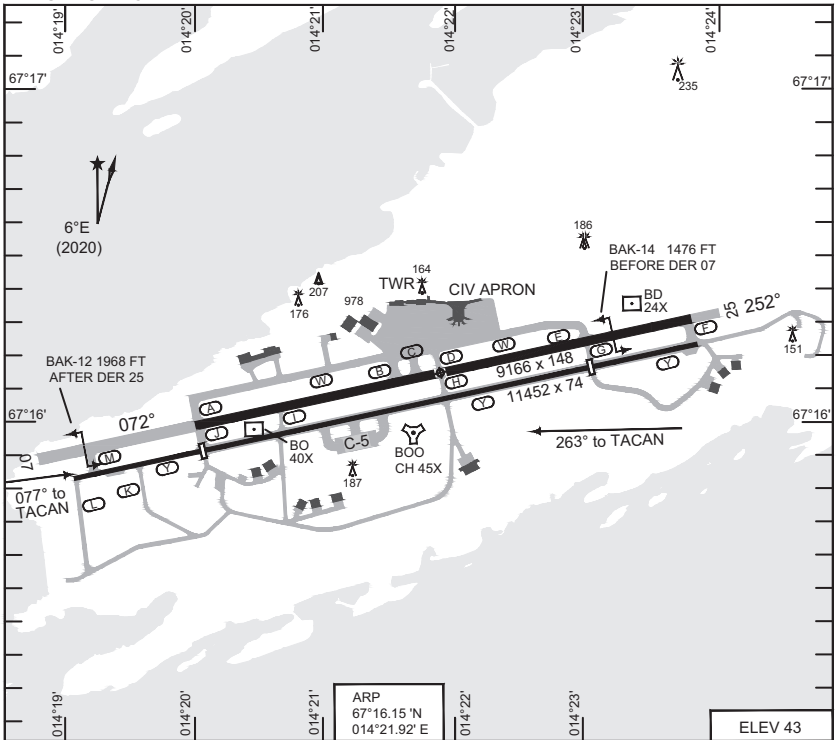 014°19'
014°20'
014°21'
014°22'
014°23'
014°24'
67°17'
67°17'
235
6°E
(2020)
186
BAK-14 1476 FT
BEFORE DER 07
164
TWR
CIV APRON
207
176
978
BD
24X
25
252°
151
BAK-12 1968 FT
AFTER DER 25
C
D
W
E
G
F
9166 x 148
B
H
11452 x 74
Y
W
Y
67°16'
67°16'
072°
A
I
J
BO
40X
C-5
BOO
CH 45X
263° to TACAN
07
M
Y
187
077° to
TACAN
L
K
014°19'
014°20'
014°21'
014°22'
014°23'
ARP
67°16.15 'N
014°21.92' E
ELEV 43